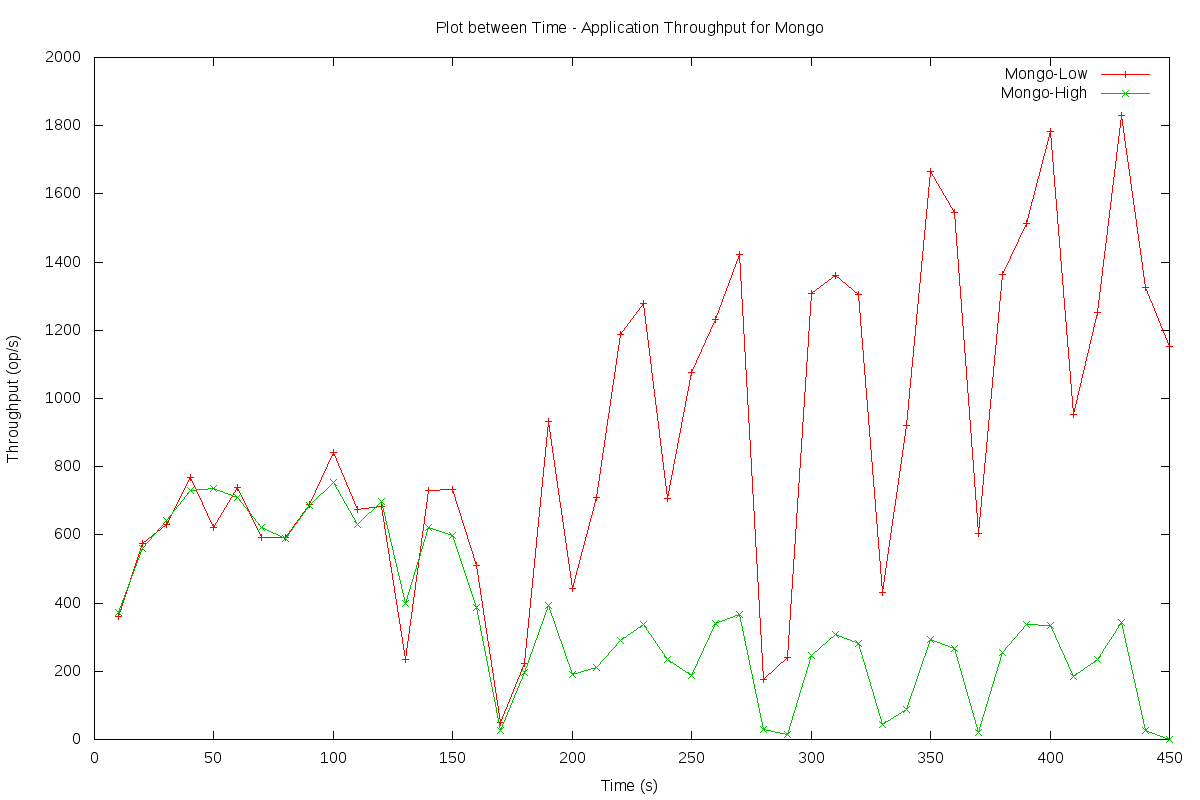 Plot between Time - Application Throughput for Mongo
2000
1800
1600
1400
1200
1000
800
600
400
200
0
Throughput (op/s)
Mongo-Low
Mongo-High
0 50 100 150 200 250 300 350 400 450
Time (s)